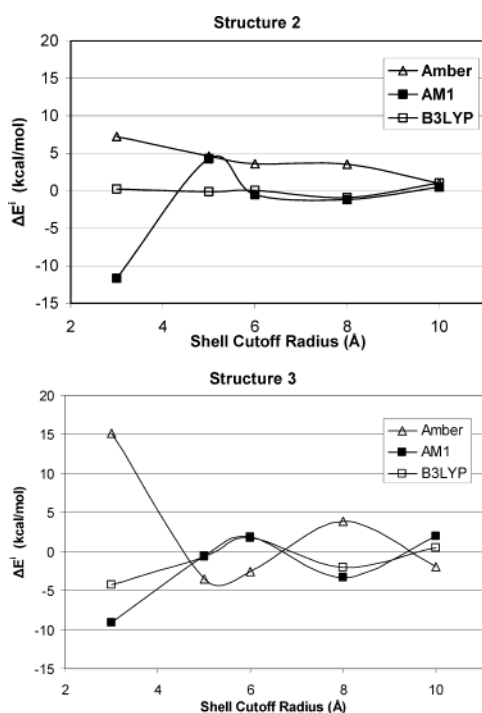 Structure 2
20
15
10
5
0
-5
-10
-15
ΔEⁱ (kcal/mol)
Amber
AM1
B3LYP
2 4 6 8 10
Shell Cutoff Radius (Å)
Structure 3
20
15
10
5
0
-5
-10
-15
ΔEⁱ (kcal/mol)
Amber
AM1
B3LYP
2 4 6 8 10
Shell Cutoff Radius (Å)